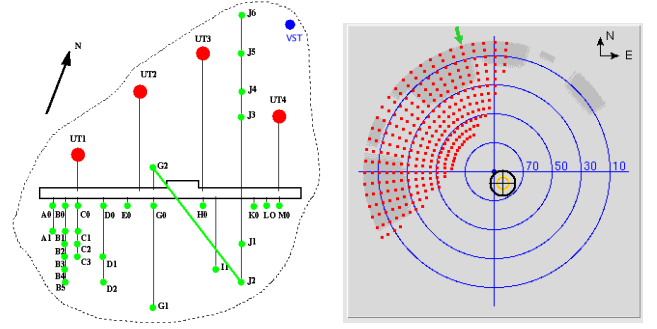 J6
VST
N
UT3
J5
UT2
J4
UT4
J3
UT1
G2
A0 B0 C0 D0 E0 G0 H0 K0 LO M0
A1 B1 C1
B2 C2
J1
B3 C3 D1
I1
B4
B5 D2
J2
G1
N
E
70 50 30 10